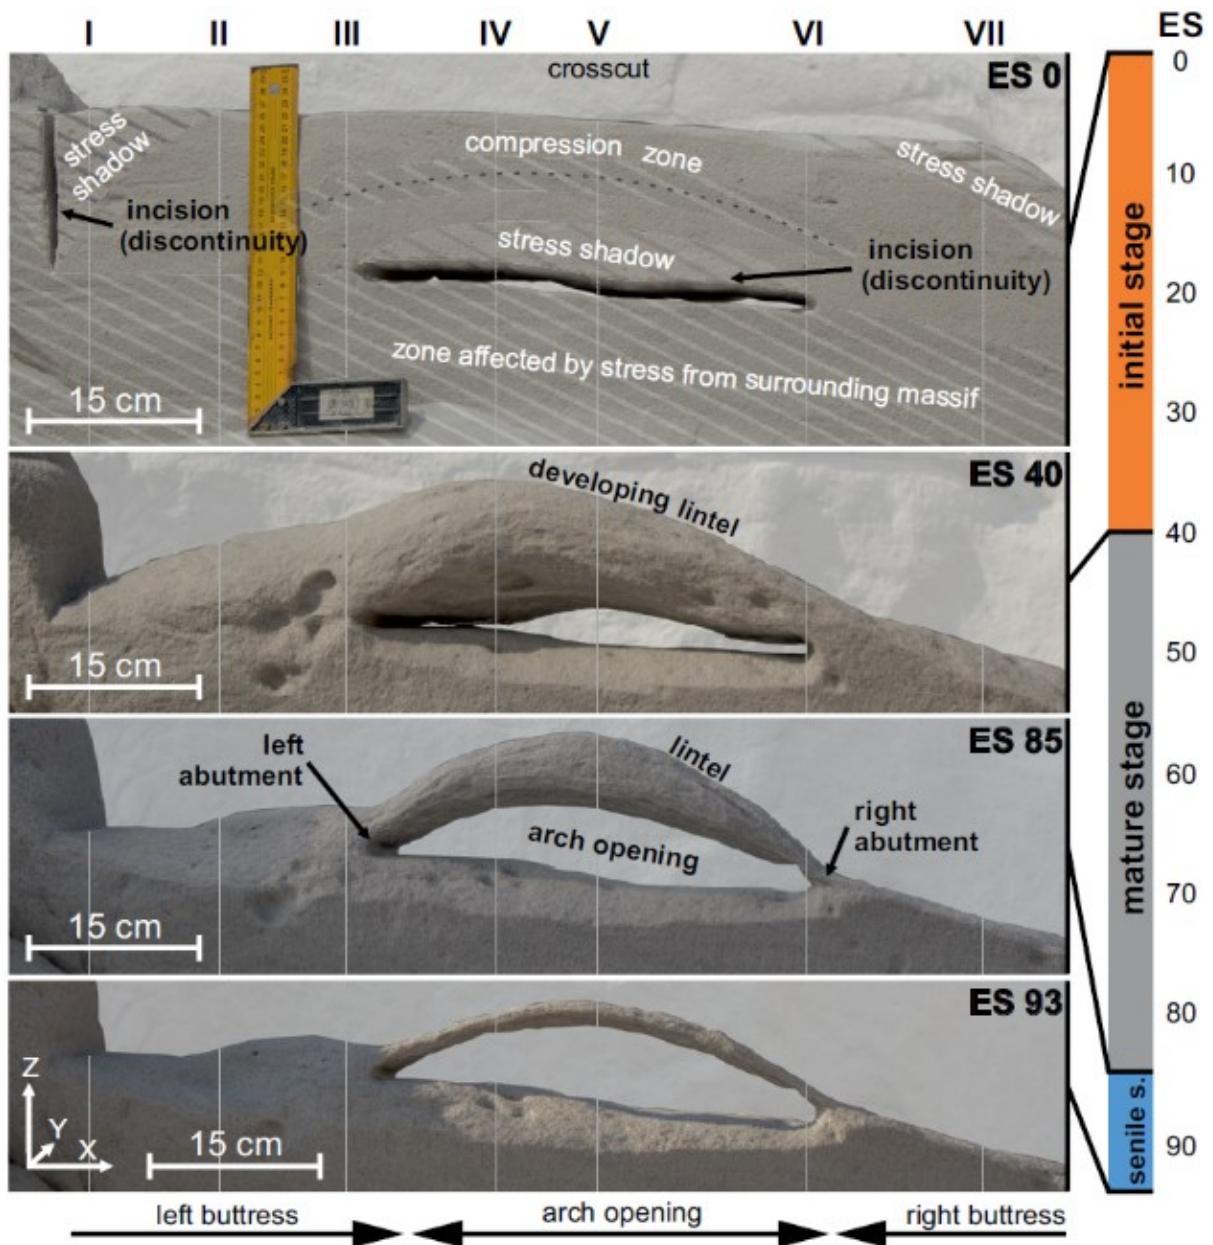 I II III IV V VI VII ES
crosscut
ES 0
stress
shadow
compression zone
stress shadow
incision
(discontinuity)
stress shadow
incision
(discontinuity)
zone affected by stress from surrounding massif
15 cm
developing lintel
ES 40
15 cm
left
abutment
lintel
ES 85
right
abutment
arch opening
15 cm
ES 93
Z
Y
X
15 cm
left buttress
arch opening
right buttress
0
10
20
30
40
50
60
70
80
90
initial stage
mature stage
senile s.